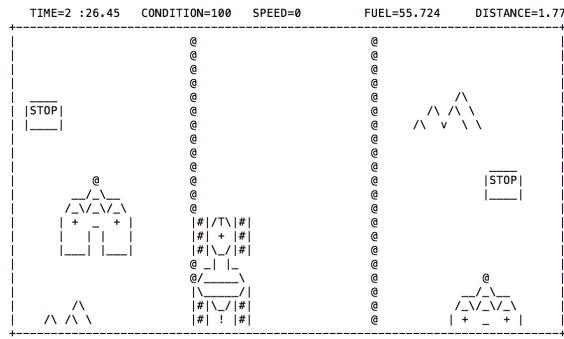 TIME=2 :26.45 CONDITION=100 SPEED=0 FUEL=55.724 DISTANCE=1.77
STOP
STOP